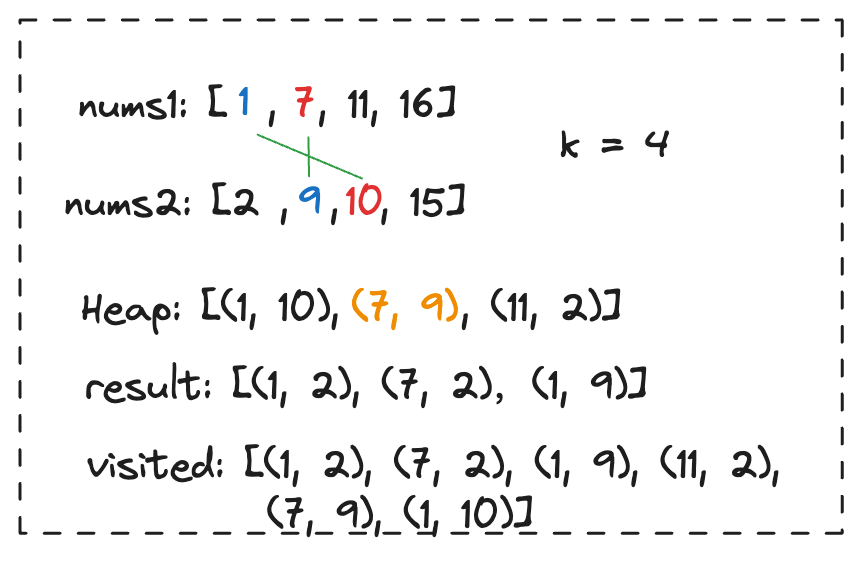 nums1: [1, 7, 11, 16]
k = 4
nums2: [2, 9, 10, 15]
Heap: [(1, 10), (7, 9), (11, 2)]
result: [(1, 2), (7, 2), (1, 9)]
visited: [(1, 2), (7, 2), (1, 9), (11, 2),
(7, 9), (1, 10)]